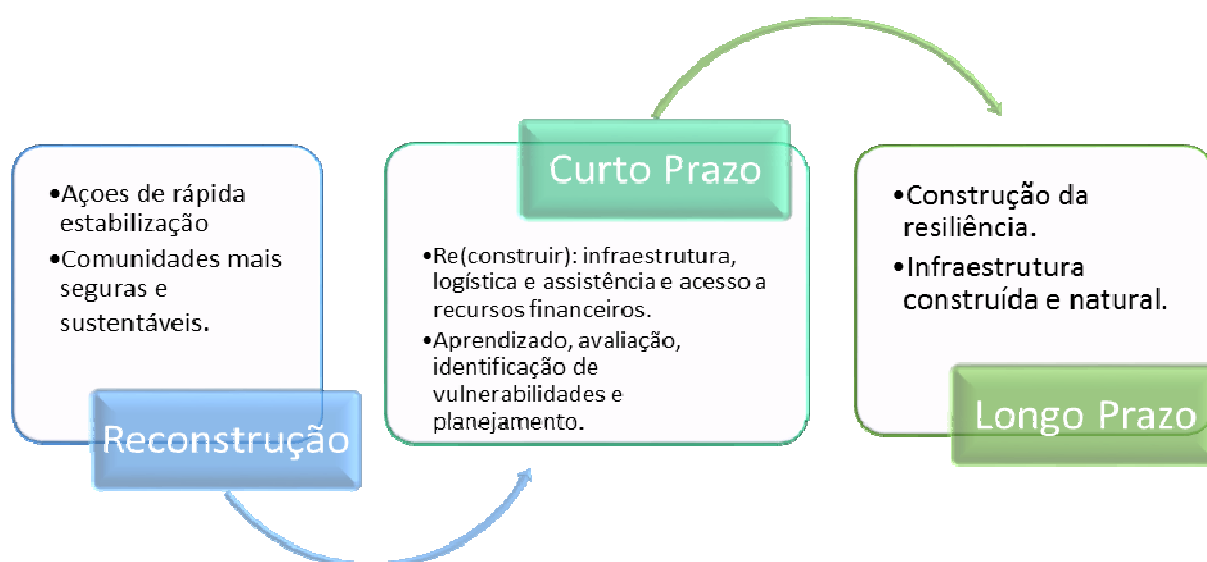 •Açoes de rápida
estabilização
•Comunidades mais
seguras e
sustentáveis.
Reconstrução
Curto Prazo
•Re(construir): infraestrutura,
logística e assistência e acesso a
recursos financeiros.
•Aprendizado, avaliação,
identificação de
vulnerabilidades e
planejamento.
•Construção da
resiliência.
•Infraestrutura
construída e natural.
Longo Prazo